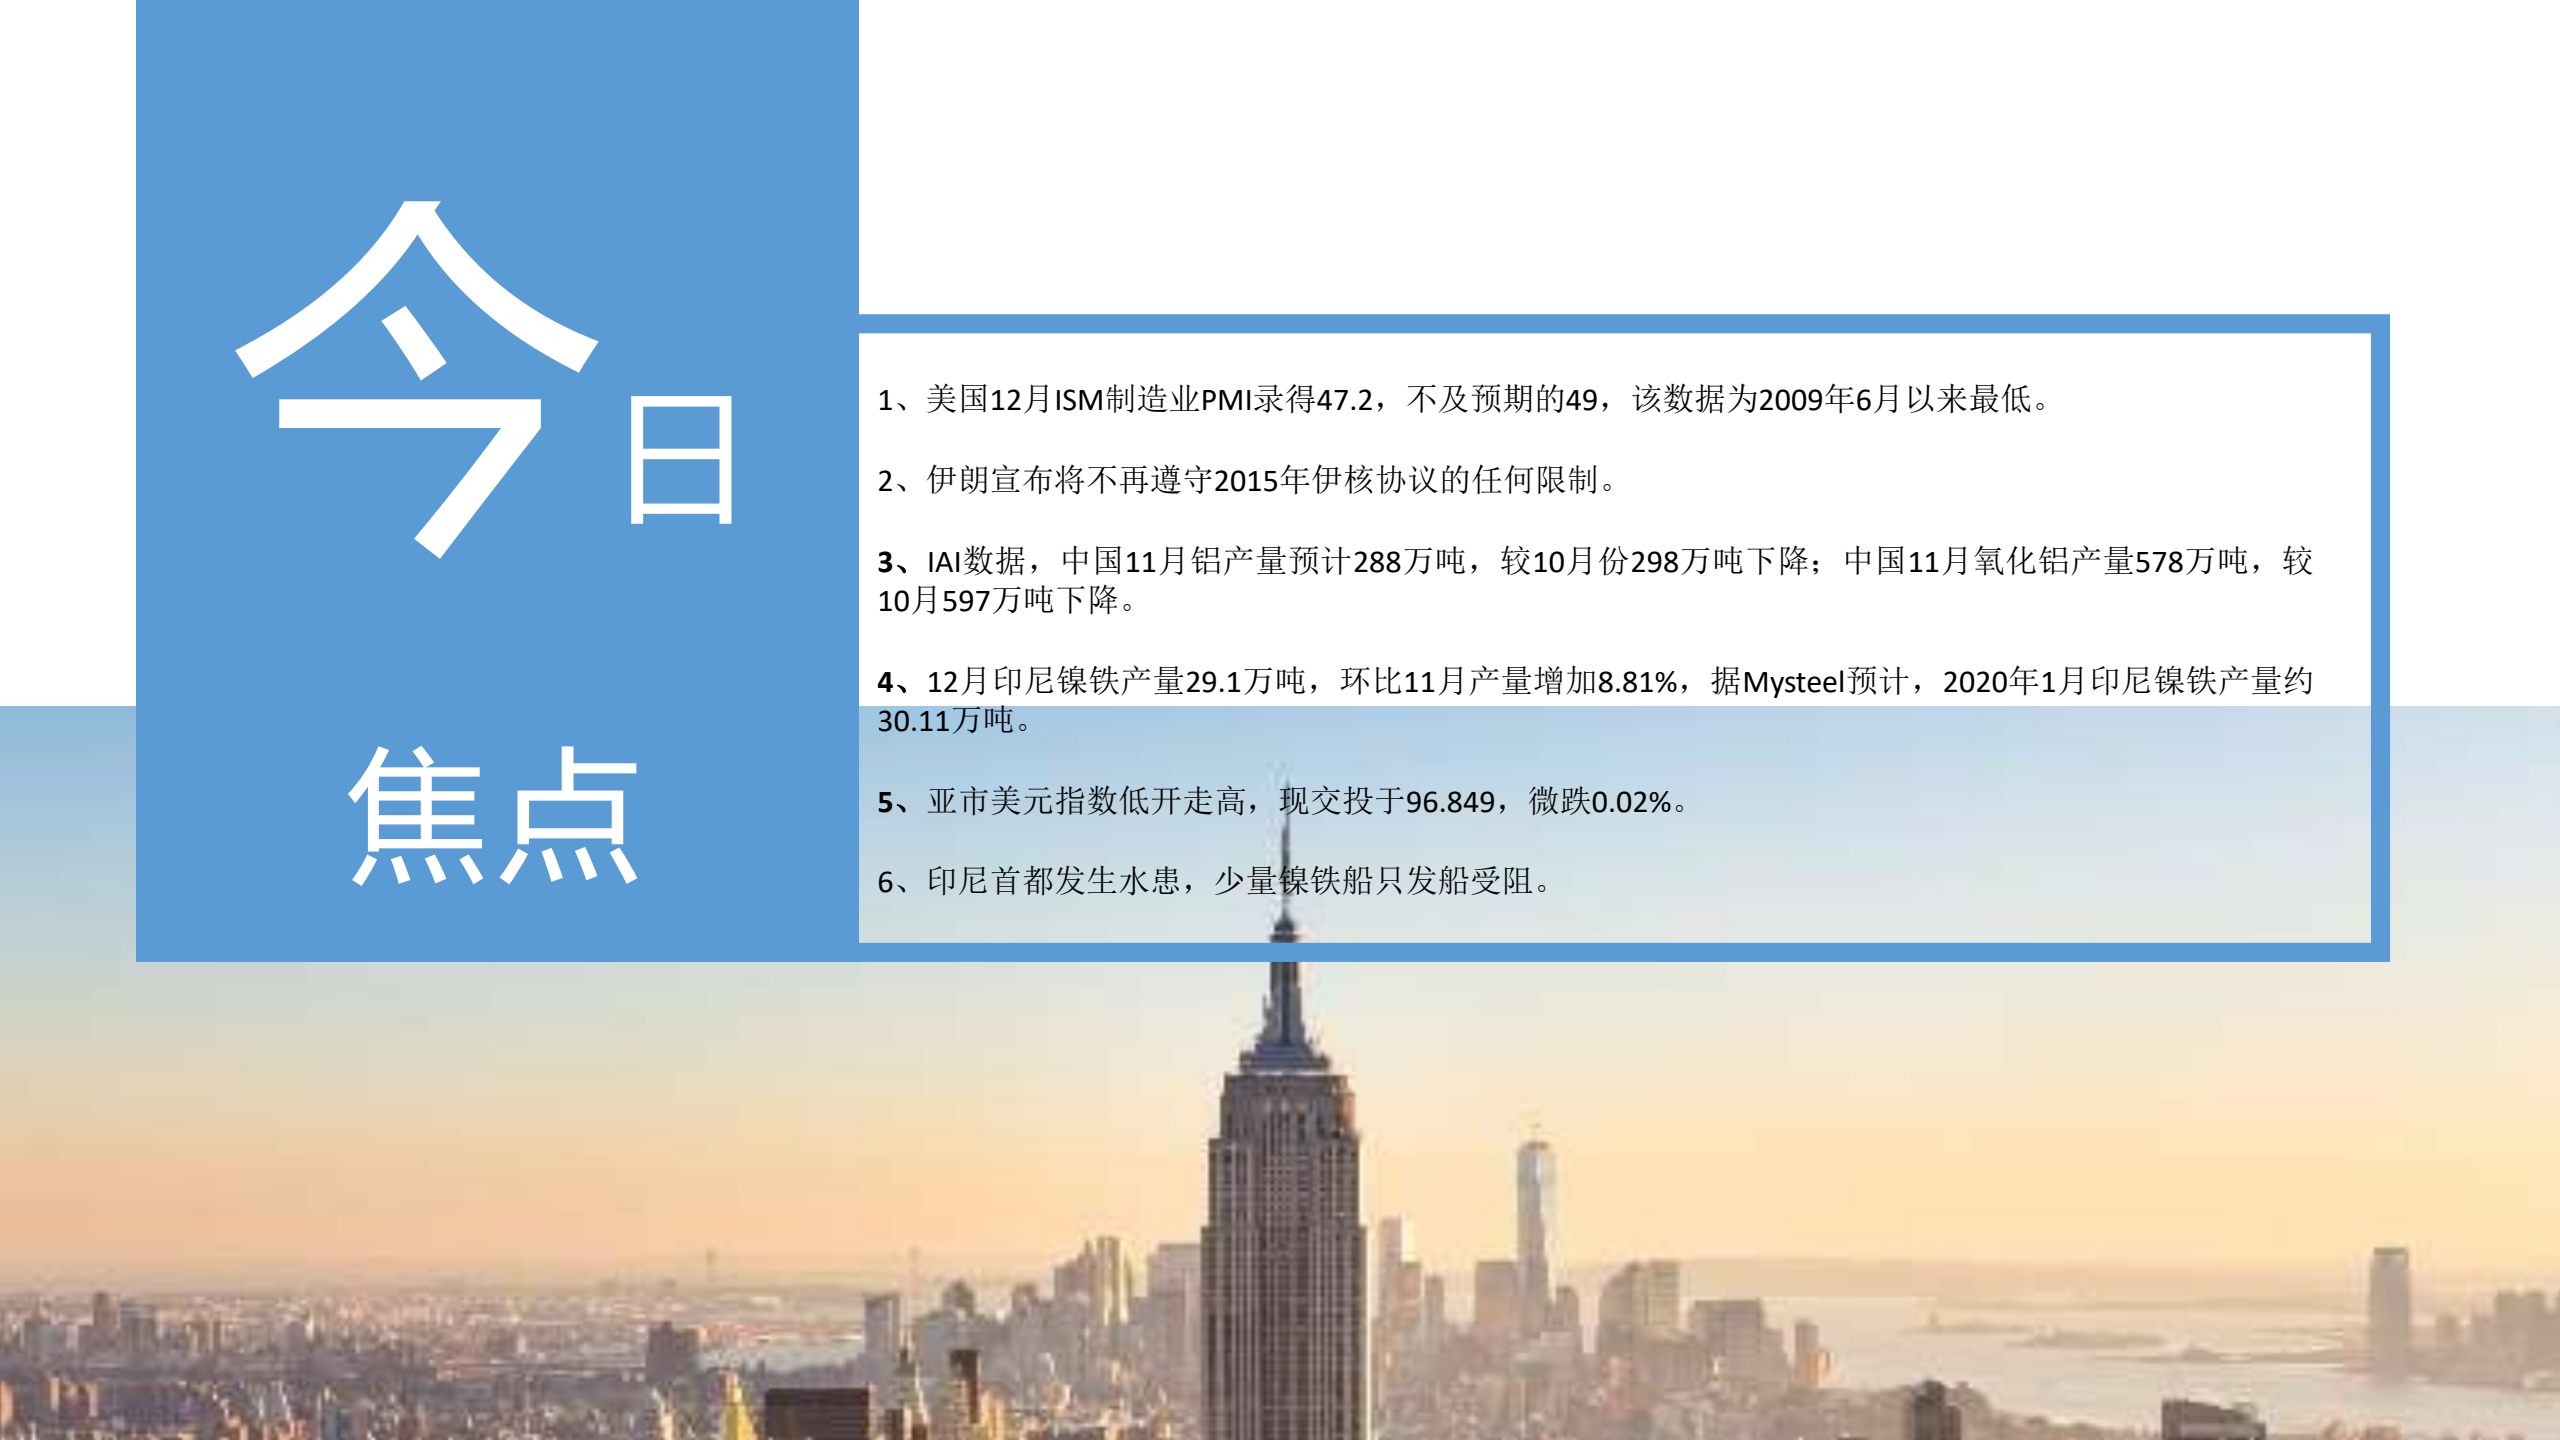 今日
焦点
1、美国12月ISM制造业PMI录得47.2，不及预期的49，该数据为2009年6月以来最低。
2、伊朗宣布将不再遵守2015年伊核协议的任何限制。
3、IAI数据，中国11月铝产量预计288万吨，较10月份298万吨下降；中国11月氧化铝产量578万吨，较
10月597万吨下降。
4、12月印尼镍铁产量29.1万吨，环比11月产量增加8.81%，据Mysteel预计，2020年1月印尼镍铁产量约
30.11万吨。
5、亚市美元指数低开走高，现交投于96.849，微跌0.02%。
6、印尼首都发生水患，少量镍铁船只发船受阻。